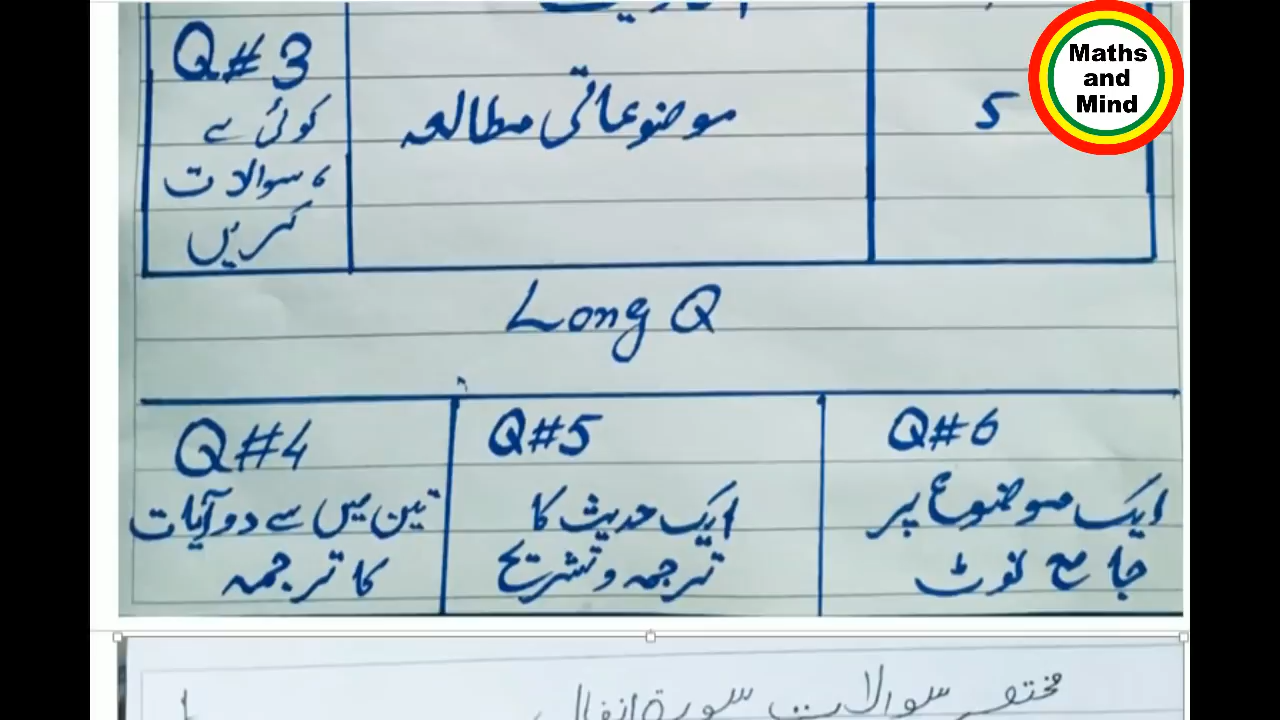 Maths
and
Mind
Q#3
کوئی سے
۶ سوالات
کریں
موضوعاتی مطالعہ
5
Long Q
Q#4
تین میں سے دو آیات
کا ترجمہ
Q#5
ایک حدیث کا
ترجمہ و تشریح
Q#6
ایک موضوع پر
جامع نوٹ
مختصر سوالات سورۃ انفال